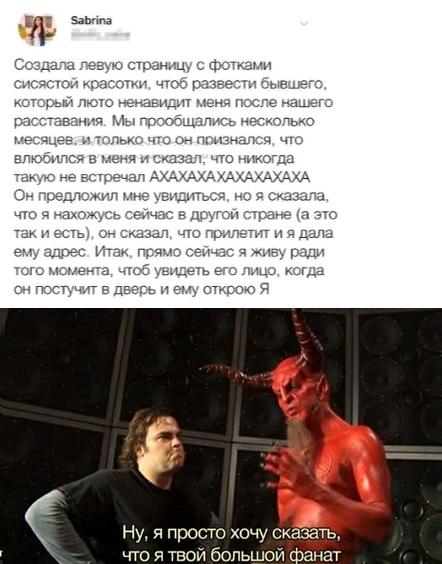 Sabrina
Создала левую страницу с фотками
сисястой красотки, чтоб развести бывшего,
который люто ненавидит меня после нашего
расставания. Мы прообщались несколько
месяцев, и только что он признался, что
влюбился в меня и сказал, что никогда
такую не встречал АХАХАХАХАХАХАХАХА
Он предложил мне увидиться, но я сказала,
что я нахожусь сейчас в другой стране (а это
так и есть), он сказал, что прилетит и я дала
ему адрес. Итак, прямо сейчас я живу ради
того момента, чтоб увидеть его лицо, когда
он постучит в дверь и ему открою Я
Ну, я просто хочу сказать,
что я твой большой фанат